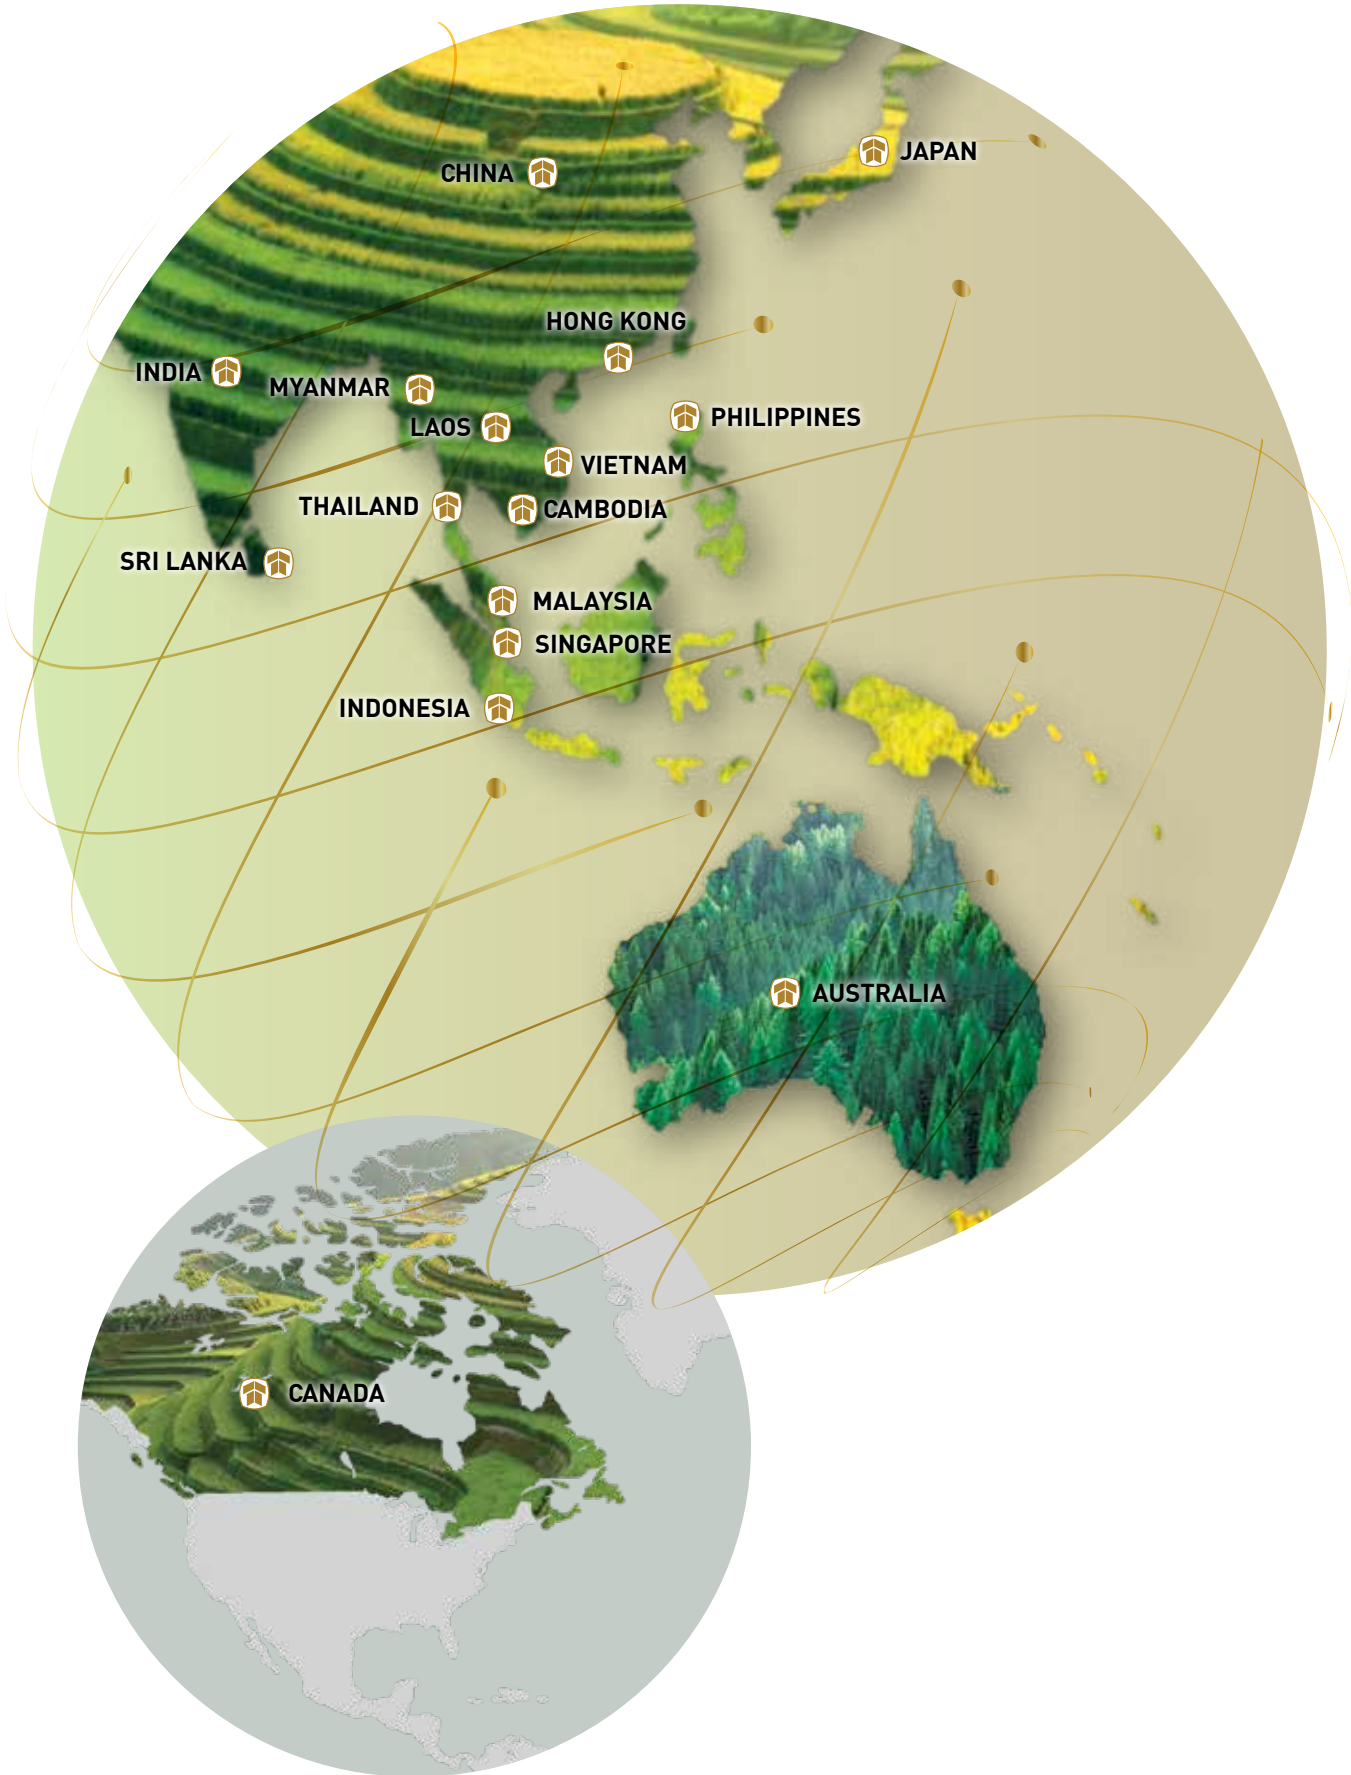 JAPAN
CHINA
HONG KONG
INDIA
MYANMAR
PHILIPPINES
LAOS
VIETNAM
THAILAND
CAMBODIA
SRI LANKA
MALAYSIA
SINGAPORE
INDONESIA
AUSTRALIA
CANADA